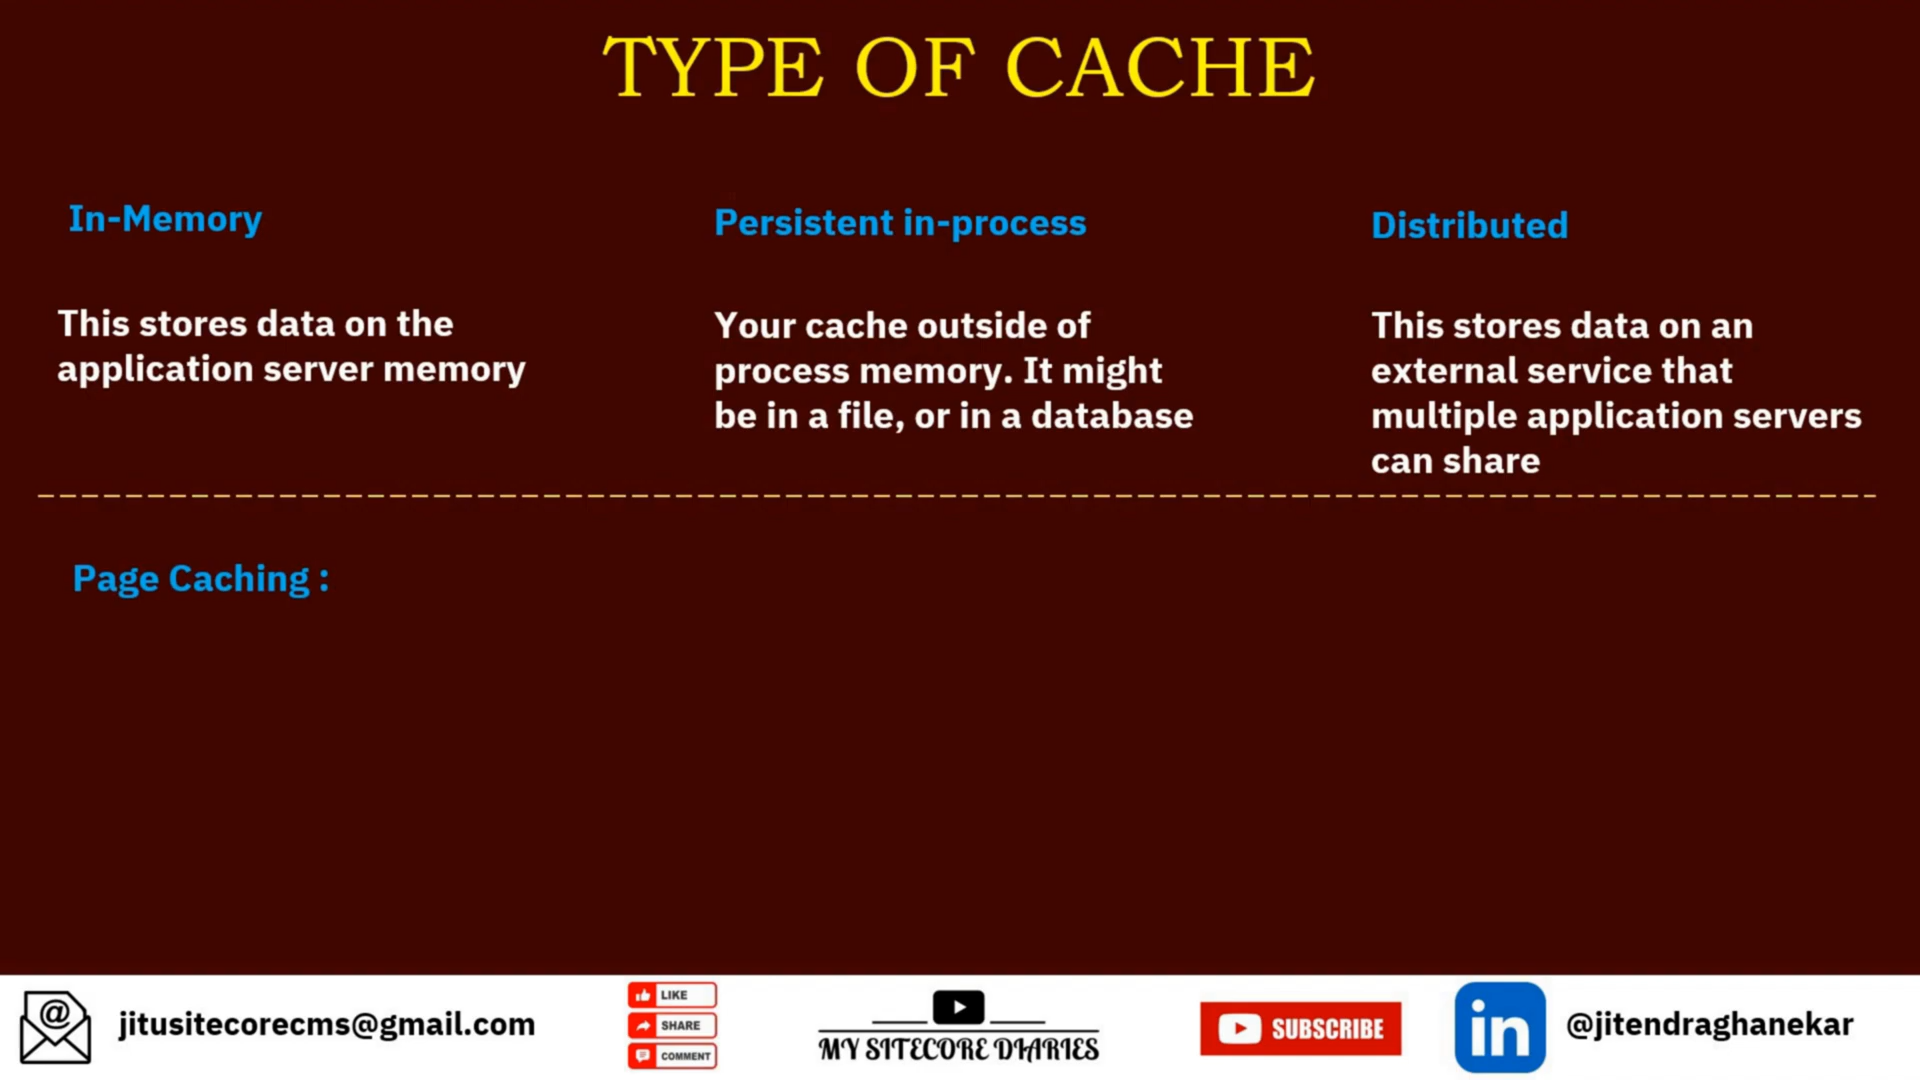 TYPE OF CACHE
In-Memory
This stores data on the
application server memory
Persistent in-process
Your cache outside of
process memory. It might
be in a file, or in a database
Distributed
This stores data on an
external service that
multiple application servers
can share
Page Caching :
jitusitecorecms@gmail.com
LIKE
SHARE
COMMENT
MY SITECORE DIARIES
SUBSCRIBE
in
@jitendraghanekar